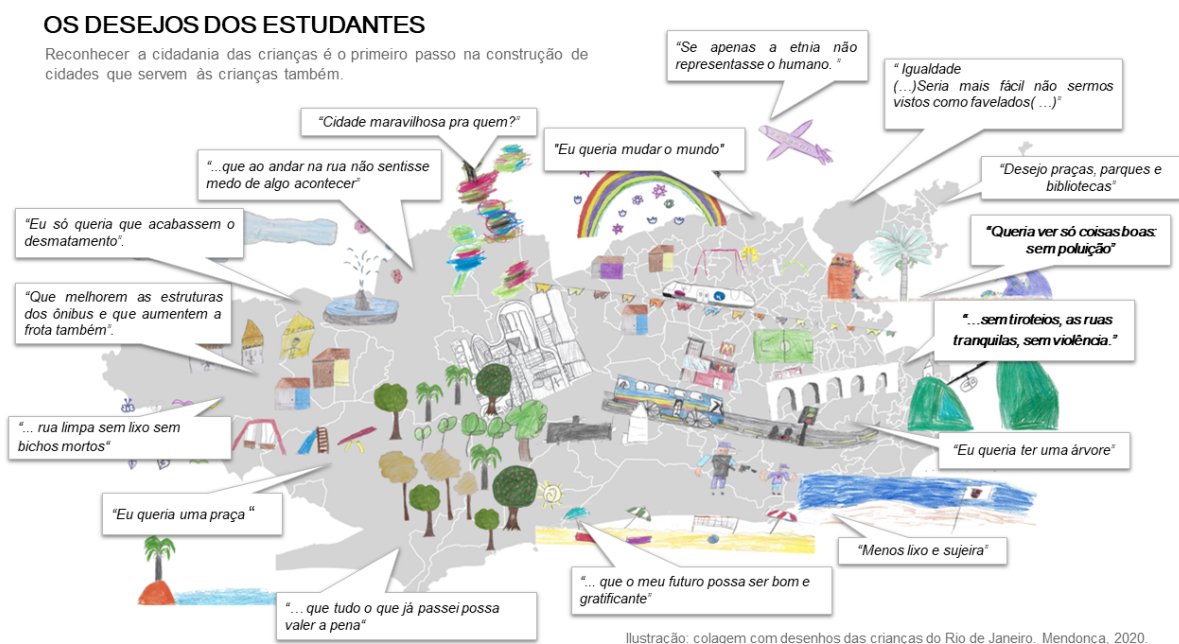 OS DESEJOS DOS ESTUDANTES
Reconhecer a cidadania das crianças é o primeiro passo na construção de
cidades que servem às crianças também.
“Se apenas a etnia não
representasse o humano. ”
“ Igualdade
(…)Seria mais fácil não sermos
vistos como favelados( …)”
“Cidade maravilhosa pra quem?”
"Eu queria mudar o mundo"
“...que ao andar na rua não sentisse
medo de algo acontecer”
“Desejo praças, parques e
bibliotecas”
“Eu só queria que acabassem o
desmatamento”.
“Queria ver só coisas boas:
sem poluição”
“Que melhorem as estruturas
dos ônibus e que aumentem a
frota também”.
“…sem tiroteios, as ruas
tranquilas, sem violência.”
“... rua limpa sem lixo sem
bichos mortos“
“Eu queria ter uma árvore”
“Eu queria uma praça “
“Menos lixo e sujeira”
“... que o meu futuro possa ser bom e
gratificante”
“… que tudo o que já passei possa
valer a pena“
Ilustração: colagem com desenhos das crianças do Rio de Janeiro. Mendonça, 2020.